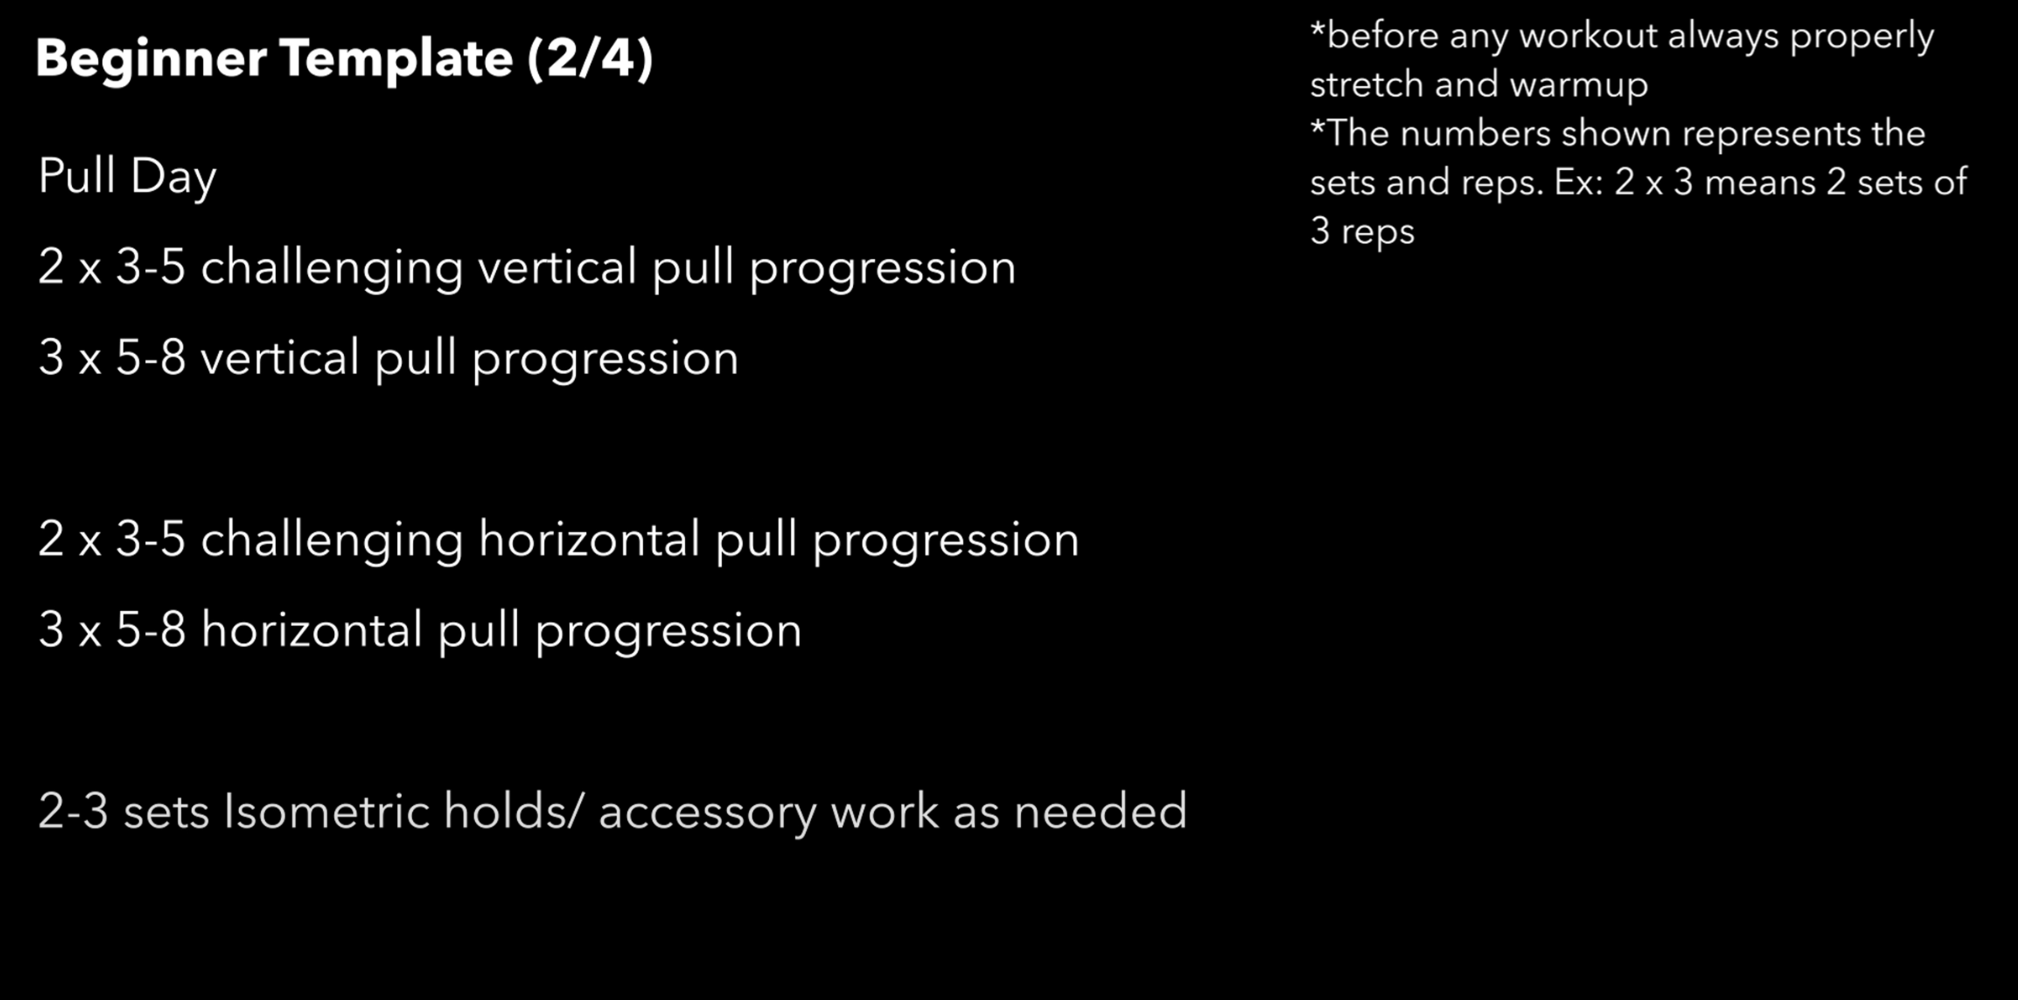 Beginner Template (2/4)
Pull Day
2 x 3-5 challenging vertical pull progression
3 x 5-8 vertical pull progression
2 x 3-5 challenging horizontal pull progression
3 x 5-8 horizontal pull progression
2-3 sets Isometric holds/ accessory work as needed
*before any workout always properly
stretch and warmup
*The numbers shown represents the
sets and reps. Ex: 2 x 3 means 2 sets of
3 reps